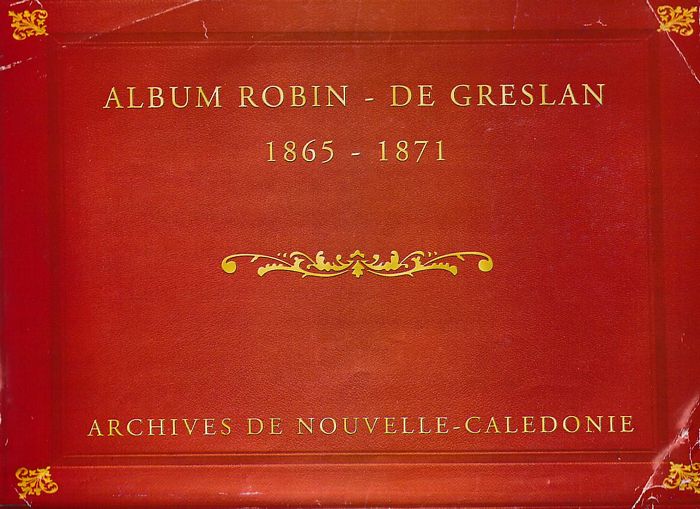 ALBUM ROBIN - DE GRESLAN
1865 - 1871
ARCHIVES DE NOUVELLE-CALEDONIE